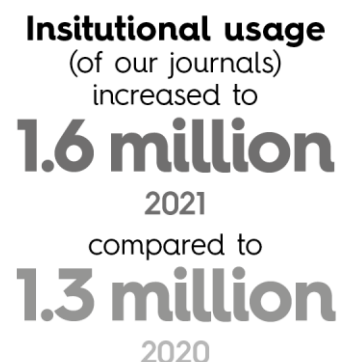 Insitutional usage
(of our journals)
increased to
1.6 million
2021
compared to
1.3 million
2020